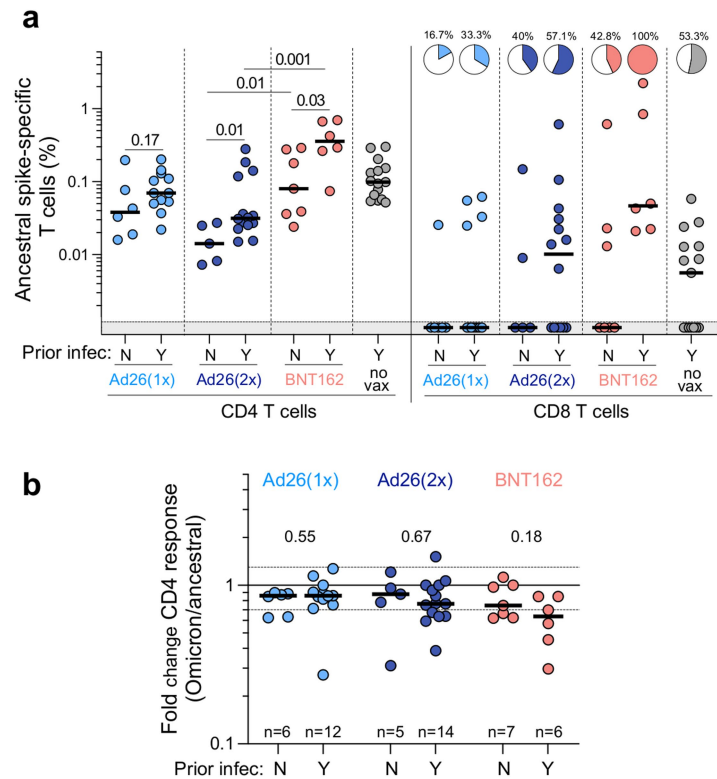 a
16.7% 33.3% 40% 57.1% 42.8% 100% 53.3%
Ancestral spike-specific
T cells (%)
1
0.1
0.01
0.17
0.01
0.01
0.001
0.03
Prior infec: N Y N Y N Y Y N Y N Y N Y Y
Ad26(1x) Ad26(2x) BNT162 no vax Ad26(1x) Ad26(2x) BNT162 no vax
CD4 T cells CD8 T cells
b
Ad26(1x) Ad26(2x) BNT162
Fold change CD4 response
(Omicron/ancestral)
0.55 0.67 0.18
1
0.1
n=6 n=12 n=5 n=14 n=7 n=6
Prior infec: N Y N Y N Y